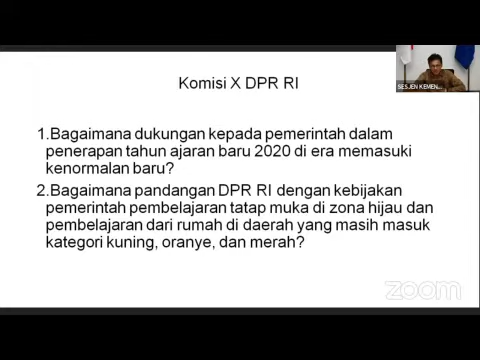 Komisi X DPR RI
SESJEN KEMEN...
1.Bagaimana dukungan kepada pemerintah dalam
penerapan tahun ajaran baru 2020 di era memasuki
kenormalan baru?
2.Bagaimana pandangan DPR RI dengan kebijakan
pemerintah pembelajaran tatap muka di zona hijau dan
pembelajaran dari rumah di daerah yang masih masuk
kategori kuning, oranye, dan merah?
zoom